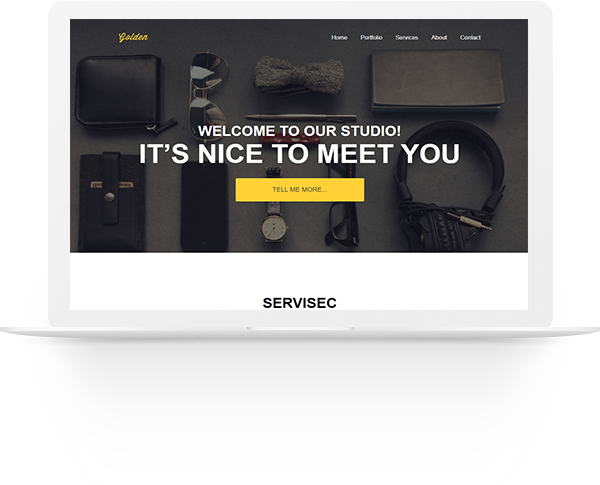 Golden
Home Portfolio Services About Contact
WELCOME TO OUR STUDIO!
IT’S NICE TO MEET YOU
TELL ME MORE...
SERVISEC